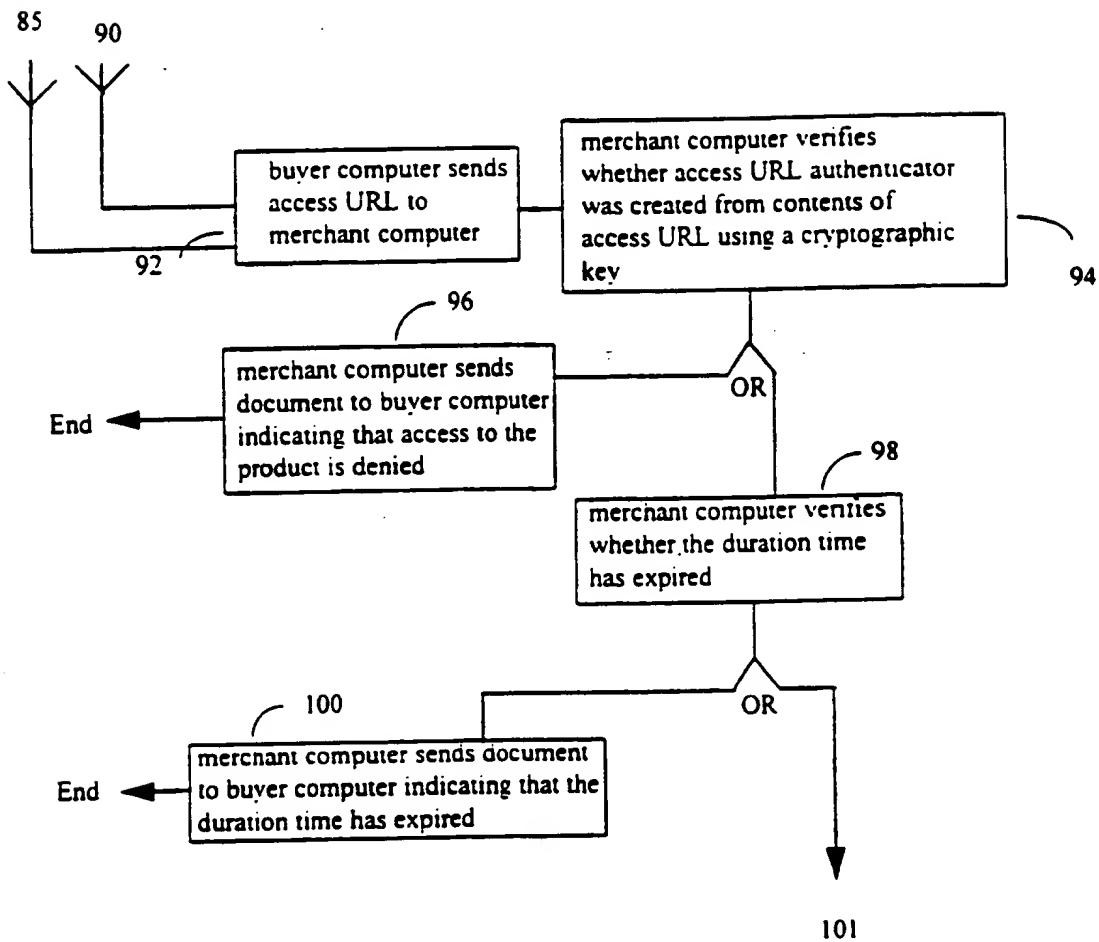 85
90
buyer computer sends
access URL to
merchant computer
92
merchant computer verifies
whether access URL authenticator
was created from contents of
access URL using a cryptographic
key
94
96
merchant computer sends
document to buyer computer
indicating that access to the
product is denied
End
OR
98
merchant computer verifies
whether the duration time
has expired
OR
100
merchant computer sends document
to buyer computer indicating that the
duration time has expired
End
101